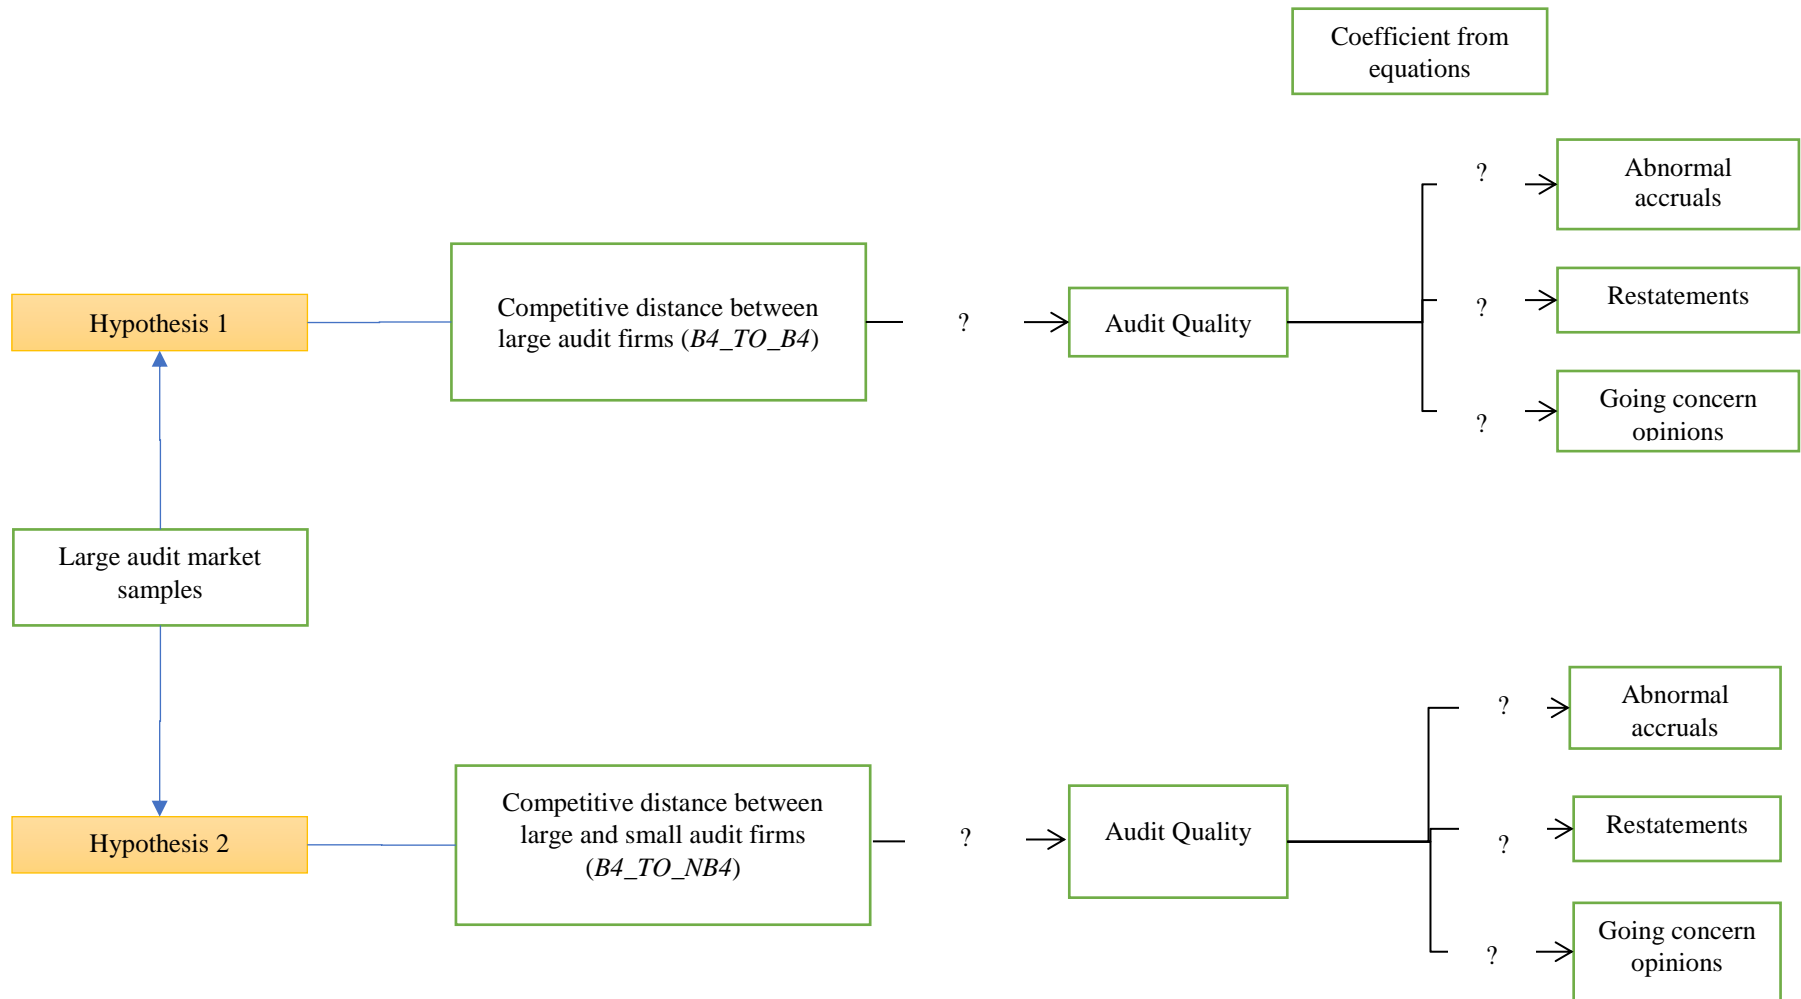 Coefficient from
equations
Hypothesis 1
Competitive distance between
large audit firms (B4_TO_B4)
?
Audit Quality
?
Abnormal
accruals
?
Restatements
?
Going concern
opinions
Large audit market
samples
Hypothesis 2
Competitive distance between
large and small audit firms
(B4_TO_NB4)
?
Audit Quality
?
Abnormal
accruals
?
Restatements
?
Going concern
opinions